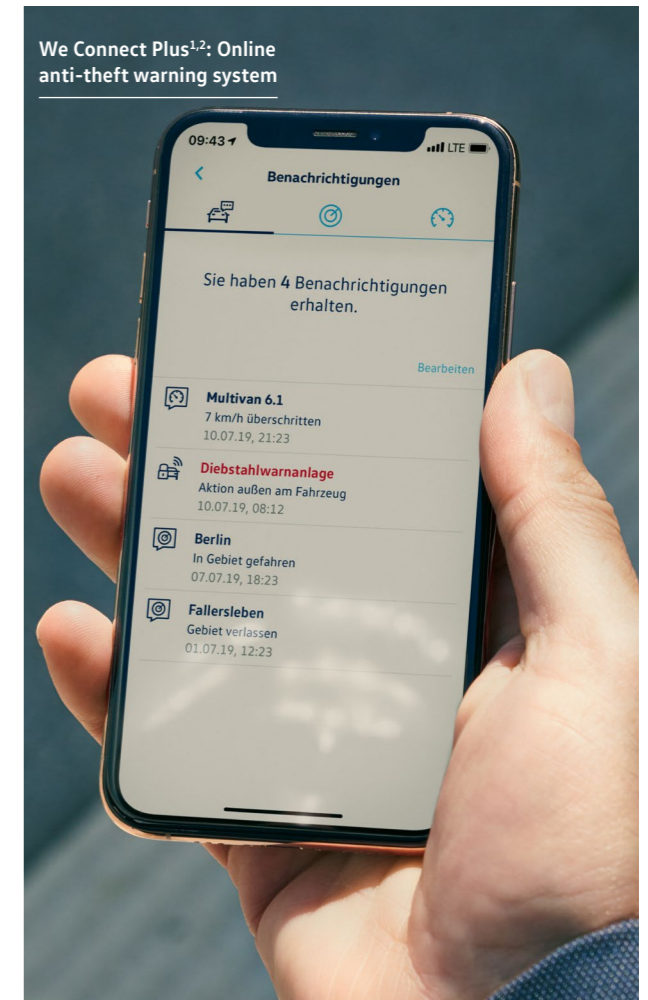 We Connect Plus1,2: Online
anti-theft warning system
09:43
LTE
Benachrichtigungen
Sie haben 4 Benachrichtigungen
erhalten.
Bearbeiten
Multivan 6.1
7 km/h überschritten
10.07.19, 21:23
Diebstahlwarnanlage
Aktion außen am Fahrzeug
10.07.19, 08:12
Berlin
In Gebiet gefahren
07.07.19, 18:23
Fallersleben
Gebiet verlassen
01.07.19, 12:23